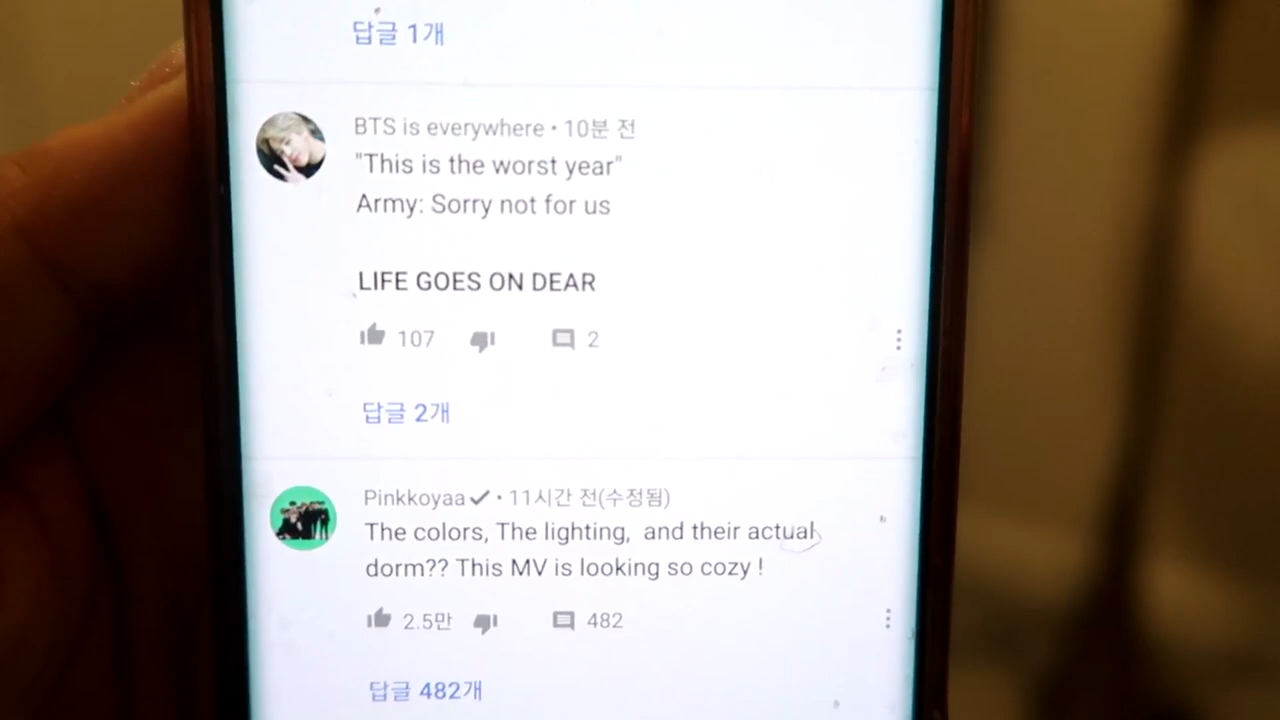 답글 1개
BTS is everywhere • 10분 전
"This is the worst year"
Army: Sorry not for us
LIFE GOES ON DEAR
107 2
답글 2개
Pinkkoyaa • 11시간 전(수정됨)
The colors, The lighting, and their actual
dorm?? This MV is looking so cozy !
2.5만 482
답글 482개